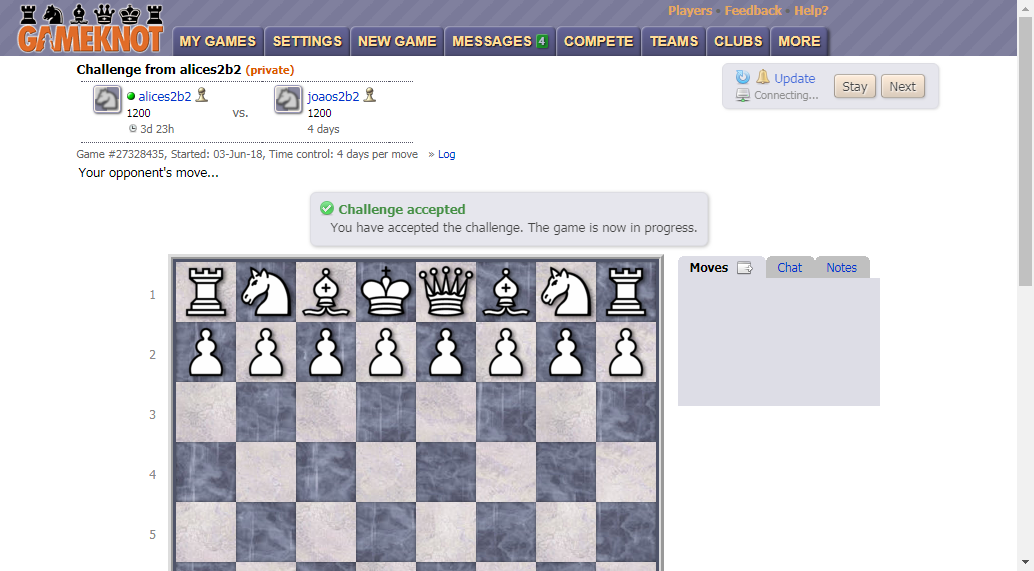 Players • Feedback • Help?
GAMEKNOT
MY GAMES SETTINGS NEW GAME MESSAGES 4 COMPETE TEAMS CLUBS MORE
Challenge from alices2b2 (private)
alices2b2 vs. joaos2b2
1200 1200
3d 23h 4 days
Update
Connecting...
Stay Next
Game #27328435, Started: 03-Jun-18, Time control: 4 days per move » Log
Your opponent's move...
Challenge accepted
You have accepted the challenge. The game is now in progress.
Moves Chat Notes
1
2
3
4
5